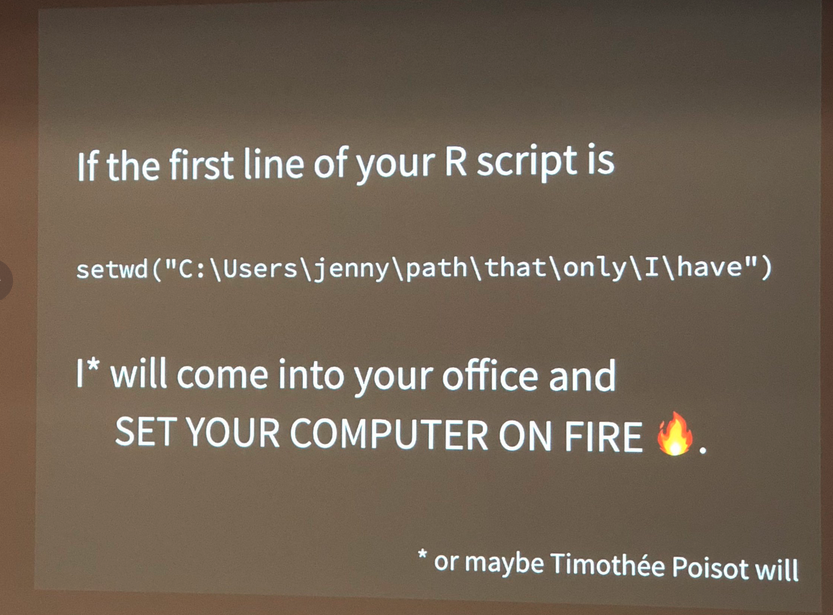 If the first line of your R script is
setwd("C:\Users\jenny\path\that\only\I\have")
I* will come into your office and
SET YOUR COMPUTER ON FIRE 🔥.
* or maybe Timothée Poisot will